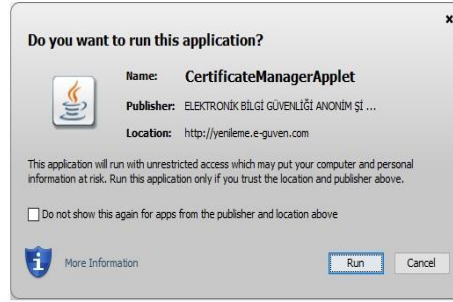 x
Do you want to run this application?
Name: CertificateManagerApplet
Publisher: ELEKTRONİK BİLGİ GÜVENLİĞİ ANONİM Şİ ...
Location: http://yenileme.e-guven.com
This application will run with unrestricted access which may put your computer and personal
information at risk. Run this application only if you trust the location and publisher above.
Do not show this again for apps from the publisher and location above
More Information
Run Cancel